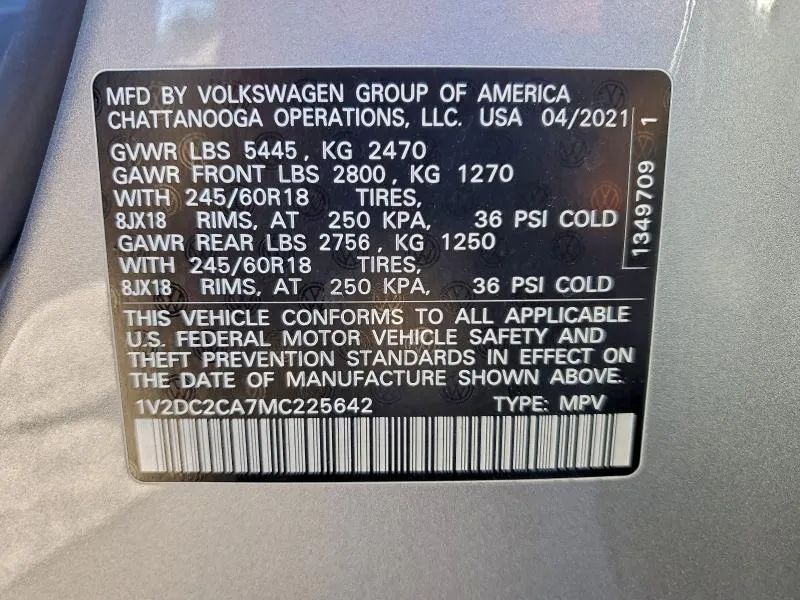 MFD BY VOLKSWAGEN GROUP OF AMERICA
CHATTANOOGA OPERATIONS, LLC. USA 04/2021
GVWR LBS 5445, KG 2470
GAWR FRONT LBS 2800, KG 1270
WITH 245/60R18 TIRES,
8JX18 RIMS, AT 250 KPA, 36 PSI COLD
GAWR REAR LBS 2756, KG 1250
WITH 245/60R18 TIRES,
8JX18 RIMS, AT 250 KPA, 36 PSI COLD
THIS VEHICLE CONFORMS TO ALL APPLICABLE
U.S. FEDERAL MOTOR VEHICLE SAFETY AND
THEFT PREVENTION STANDARDS IN EFFECT ON
THE DATE OF MANUFACTURE SHOWN ABOVE.
1V2DC2CA7MC225642 TYPE: MPV
1349709 1